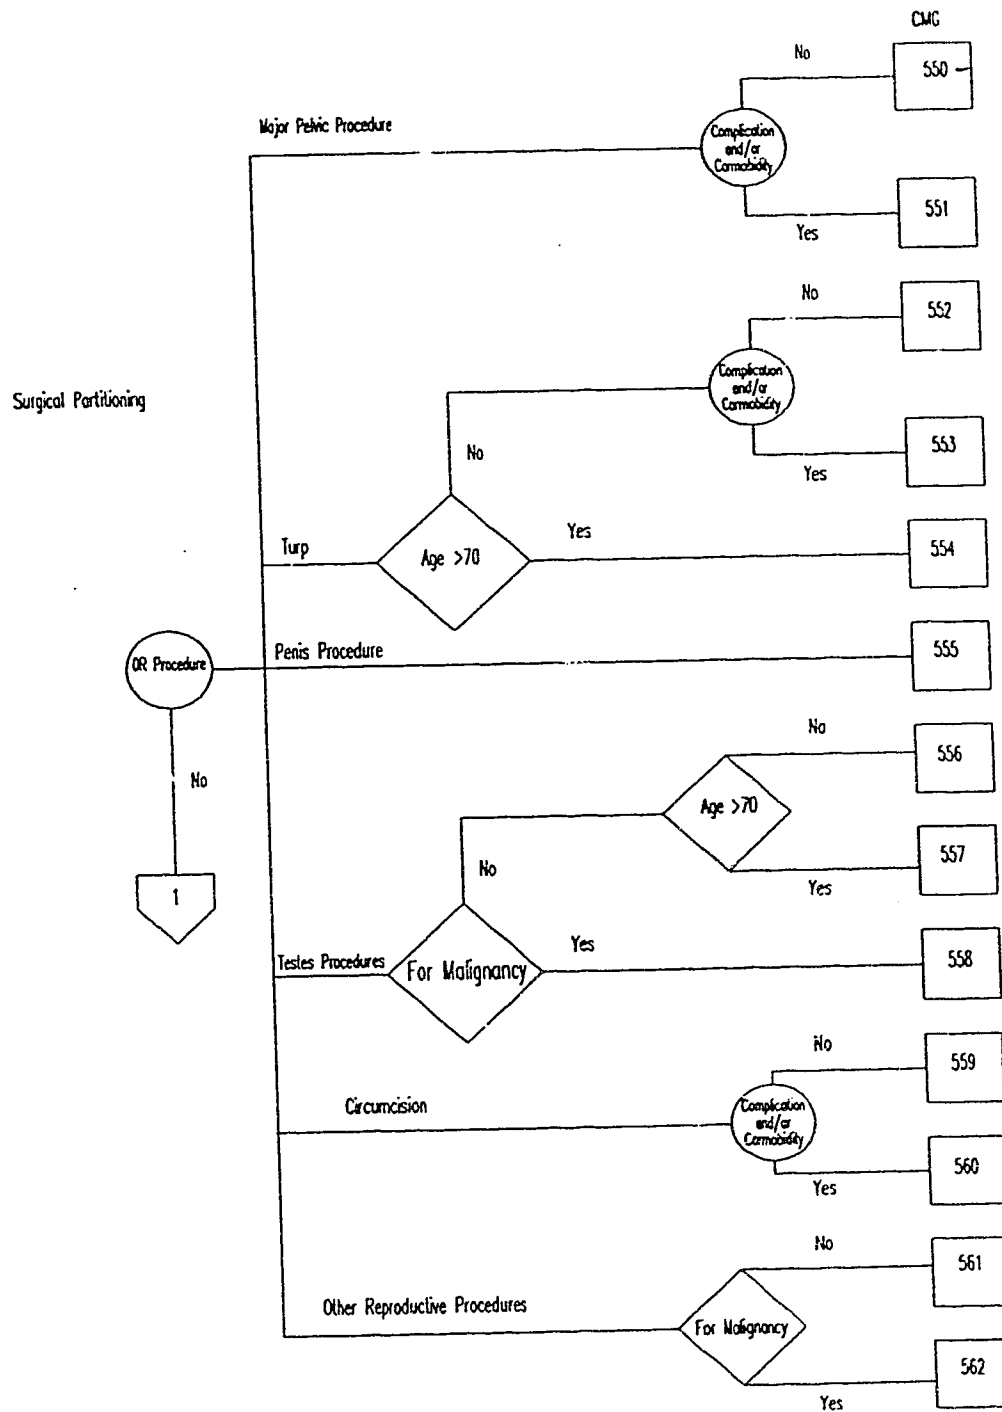 CMG
No
550
Major Pelvic Procedure
Complication
and/or
Carmobidity
551
Yes
No
552
Surgical Partitioning
Complication
and/or
Carmobidity
No
553
Yes
Turp
Age >70
Yes
554
OR Procedure
Penis Procedure
555
No
556
No
Age >70
1
No
557
Yes
Testes Procedures
For Malignancy
Yes
558
No
559
Circumcision
Complication
and/or
Carmobidity
560
Yes
No
561
Other Reproductive Procedures
For Malignancy
562
Yes